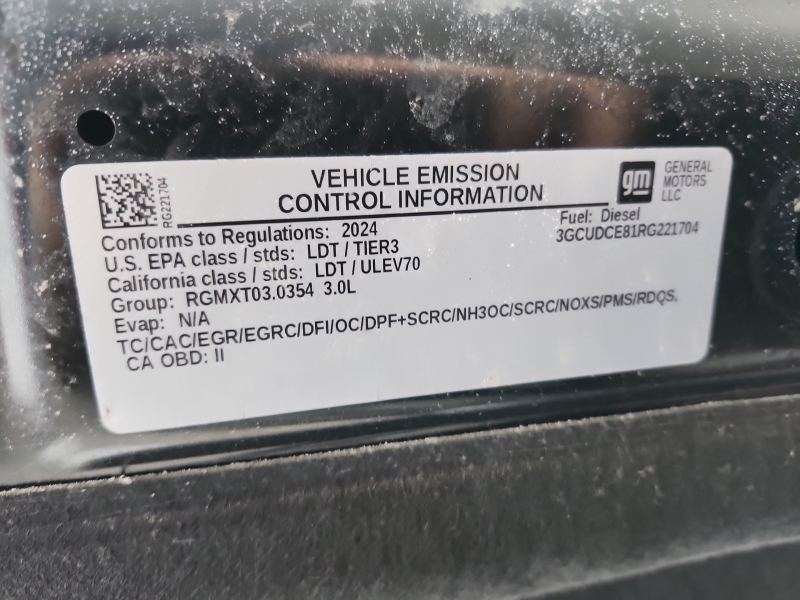 RG221704
VEHICLE EMISSION
CONTROL INFORMATION
gm
GENERAL
MOTORS
LLC
Conforms to Regulations: 2024
Fuel: Diesel
U.S. EPA class / stds: LDT / TIER3
3GCUDCE81RG221704
California class / stds: LDT / ULEV70
Group: RGMXT03.0354 3.0L
Evap: N/A
TC/CAC/EGR/EGRC/DFI/OC/DPF+SCRC/NH3OC/SCRC/NOXS/PMS/RDQS,
CA OBD: II